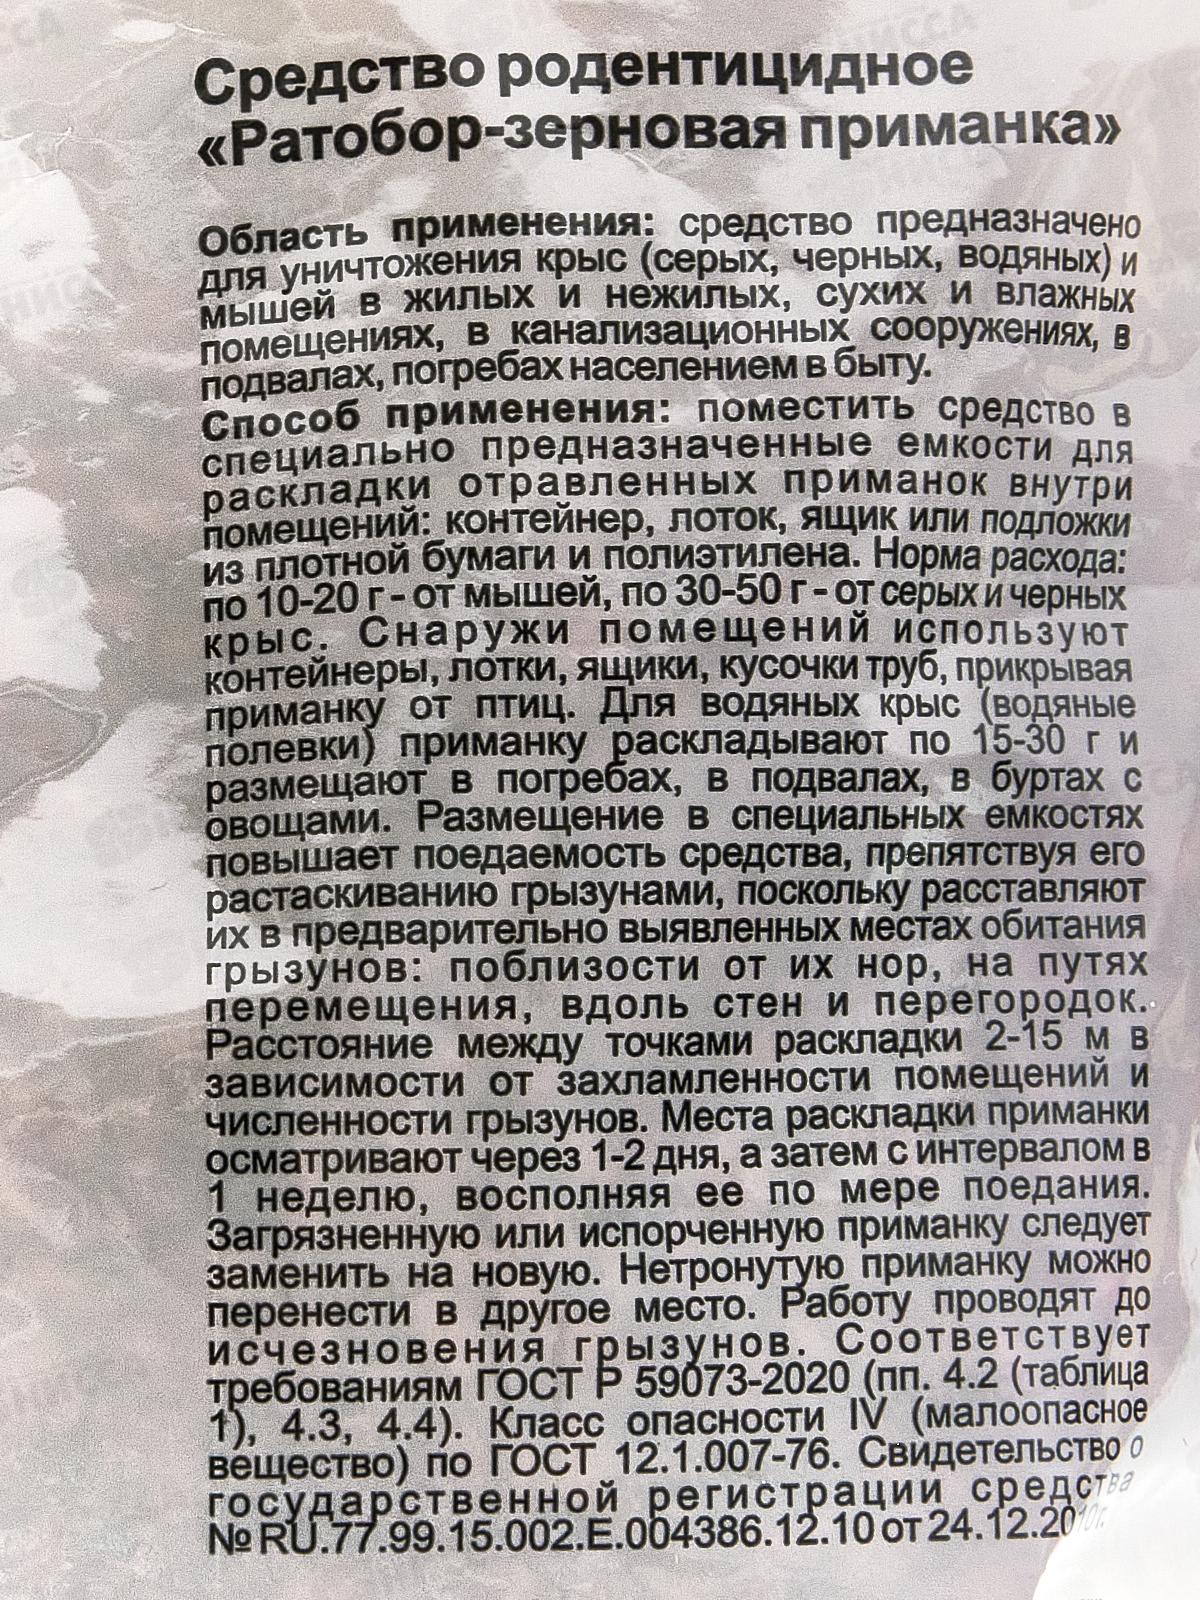 Средство родентицидное
«Ратобор-зерновая приманка»
Область применения: средство предназначено
для уничтожения крыс (серых, черных, водяных) и
мышей в жилых и нежилых, сухих и влажных
помещениях, в канализационных сооружениях, в
подвалах, погребах населением в быту.
Способ применения: поместить средство в
специально предназначенные емкости для
раскладки отравленных приманок внутри
помещений: контейнер, лоток, ящик или подложки
из плотной бумаги и полиэтилена. Норма расхода:
по 10-20 г - от мышей, по 30-50 г - от серых и черных
крыс. Снаружи помещений используют
контейнеры, лотки, ящики, кусочки труб, прикрывая
приманку от птиц. Для водяных крыс (водяные
полевки) приманку раскладывают по 15-30 г и
размещают в погребах, в подвалах, в буртах с
овощами. Размещение в специальных емкостях
повышает поедаемость средства, препятствуя его
растаскиванию грызунами, поскольку расставляют
их в предварительно выявленных местах обитания
грызунов: поблизости от их нор, на путях
перемещения, вдоль стен и перегородок.
Расстояние между точками раскладки 2-15 м в
зависимости от захламленности помещений и
численности грызунов. Места раскладки приманки
осматривают через 1-2 дня, а затем с интервалом в
1 неделю, восполняя ее по мере поедания.
Загрязненную или испорченную приманку следует
заменить на новую. Нетронутую приманку можно
перенести в другое место. Работу проводят до
исчезновения грызунов. Соответствует
требованиям ГОСТ Р 59073-2020 (пп. 4.2 (таблица
1), 4.3, 4.4). Класс опасности IV (малоопасное
вещество) по ГОСТ 12.1.007-76. Свидетельство о
государственной регистрации средства
№ RU.77.99.15.002.E.004386.12.10 от 24.12.2010г.